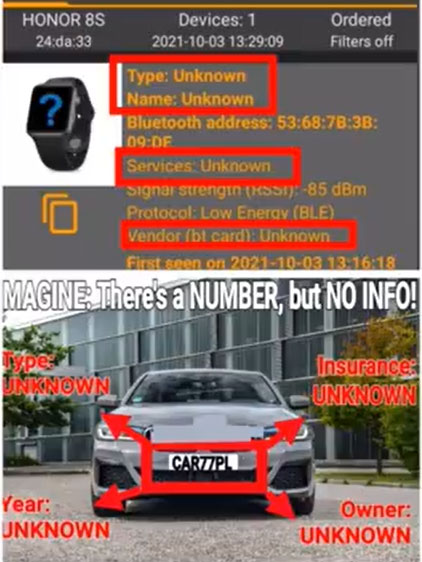 HONOR 8S Devices: 1 Ordered
24:da:33 2021-10-03 13:29:09 Filters off
Type: Unknown
Name: Unknown
Bluetooth address: 53:68:7B:3B:
09:DE
Services: Unknown
Signal strength (RSSI): -85 dBm
Protocol: Low Energy (BLE)
Vendor (bt card): Unknown
First seen on 2021-10-03 13:16:18
?
MAGINE: There's a NUMBER, but NO INFO!
Type:
UNKNOWN
Insurance:
UNKNOWN
CAR77PL
Year:
UNKNOWN
Owner:
UNKNOWN